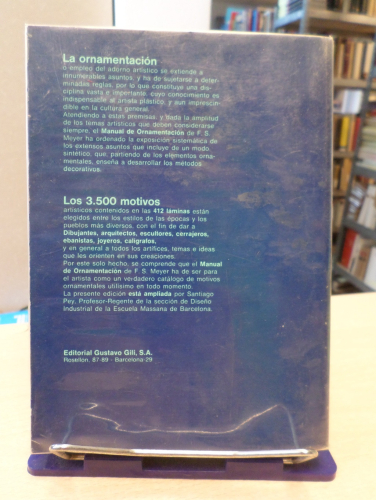 La ornamentación
o empleo del adorno artístico se extiende a
innumerables asuntos, y ha de sujetarse a deter-
minadas reglas, por lo que constituye una dis-
ciplina vasta e importante, cuyo conocimiento es
indispensable al artista plástico, y aun imprescin-
dible en la cultura general.
Atendiendo a estas premisas, y dada la amplitud
de los temas artísticos que deben considerarse
siempre, el Manual de Ornamentación de F. S.
Meyer ha ordenado la exposición sistemática de
los extensos asuntos que incluye de un modo
sintético, que, partiendo de los elementos orna-
mentales, enseña a desarrollar los métodos
decorativos.
Los 3.500 motivos
artísticos contenidos en las 412 láminas están
elegidos entre los estilos de las épocas y los
pueblos más diversos, con el fin de dar a
Dibujantes, arquitectos, escultores, cerrajeros,
ebanistas, joyeros, calígrafos,
y en general a todos los artífices, temas e ideas
que les orienten en sus creaciones.
Por este solo hecho, se comprende que el Manual
de Ornamentación de F. S. Meyer ha de ser para
el artista como un verdadero catálogo de motivos
ornamentales utilísimo en todo momento.
La presente edición está ampliada por Santiago
Pey, Profesor-Regente de la sección de Diseño
Industrial de la Escuela Massana de Barcelona.
Editorial Gustavo Gili, S.A.
Rosellón, 87-89 - Barcelona-29